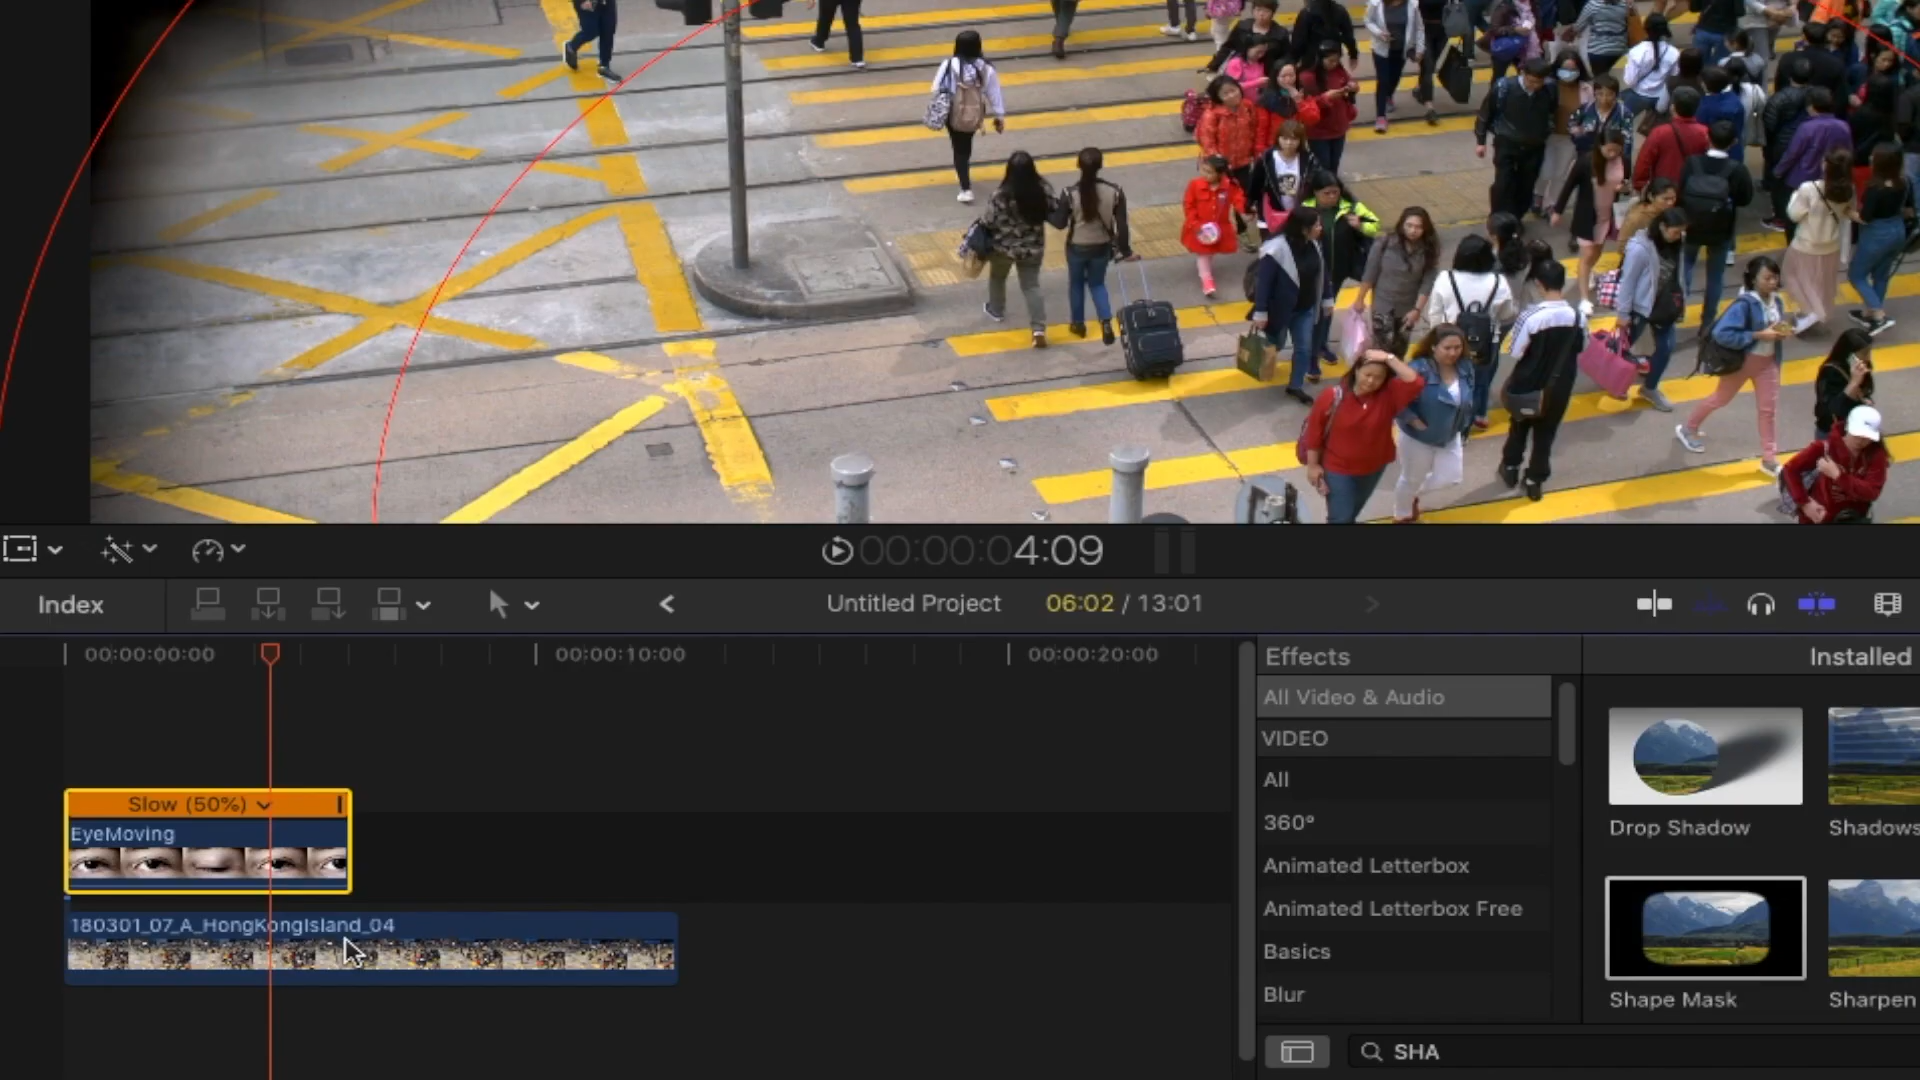 00:00:04:09
Index
Untitled Project
06:02 / 13:01
00:00:00:00
00:00:10:00
00:00:20:00
Effects
Installed
All Video & Audio
VIDEO
All
360°
Animated Letterbox
Animated Letterbox Free
Basics
Blur
Drop Shadow
Shadows
Shape Mask
Sharpen
SHA
Slow (50%)
EyeMoving
180301_07_A_HongKongIsland_04